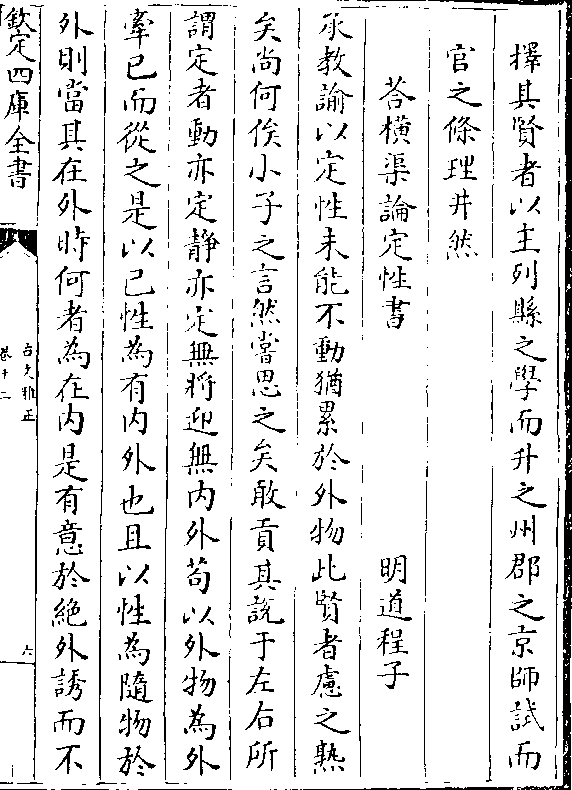 擇其賢者以主列縣之學而升之州郡之京師試而
官之條理井然
荅橫渠論定性書 明道程子
承教諭以定性未能不動猶累於外物此賢者慮之熟
矣尚何俟小子之言然嘗思之矣敢貢其說于左右所
謂定者動亦定靜亦定無將迎無内外苟以外物為外
牽已而從之是以已性為有内外也且以性為隨物於
外則當其在外時何者為在内是有意於絶外誘而不
欽定四庫全書
古文雅正
卷十二
六